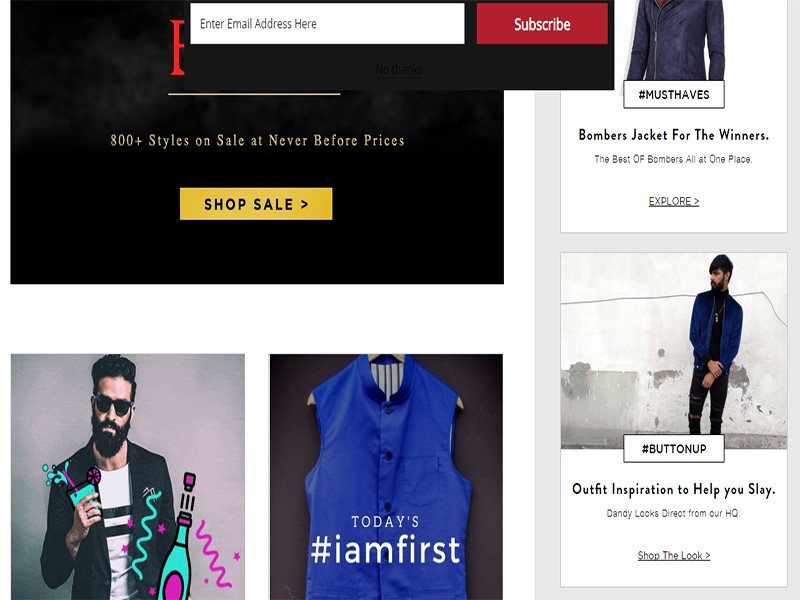 Enter Email Address Here
Subscribe
No thanks
800+ Styles on Sale at Never Before Prices
SHOP SALE >
#MUSTHAVES
Bombers Jacket For The Winners.
The Best OF Bombers All at One Place.
EXPLORE >
#BUTTONUP
Outfit Inspiration to Help you Slay.
Dandy Looks Direct from our HQ.
Shop The Look >
TODAY'S
#iamfirst